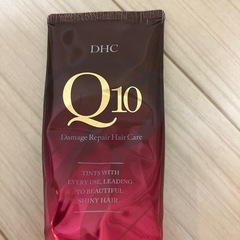 DHC
Q10
Damage Repair Hair Care
TINTS WITH
EVERY USE, LEADING
TO BEAUTIFUL
SHINY HAIR.